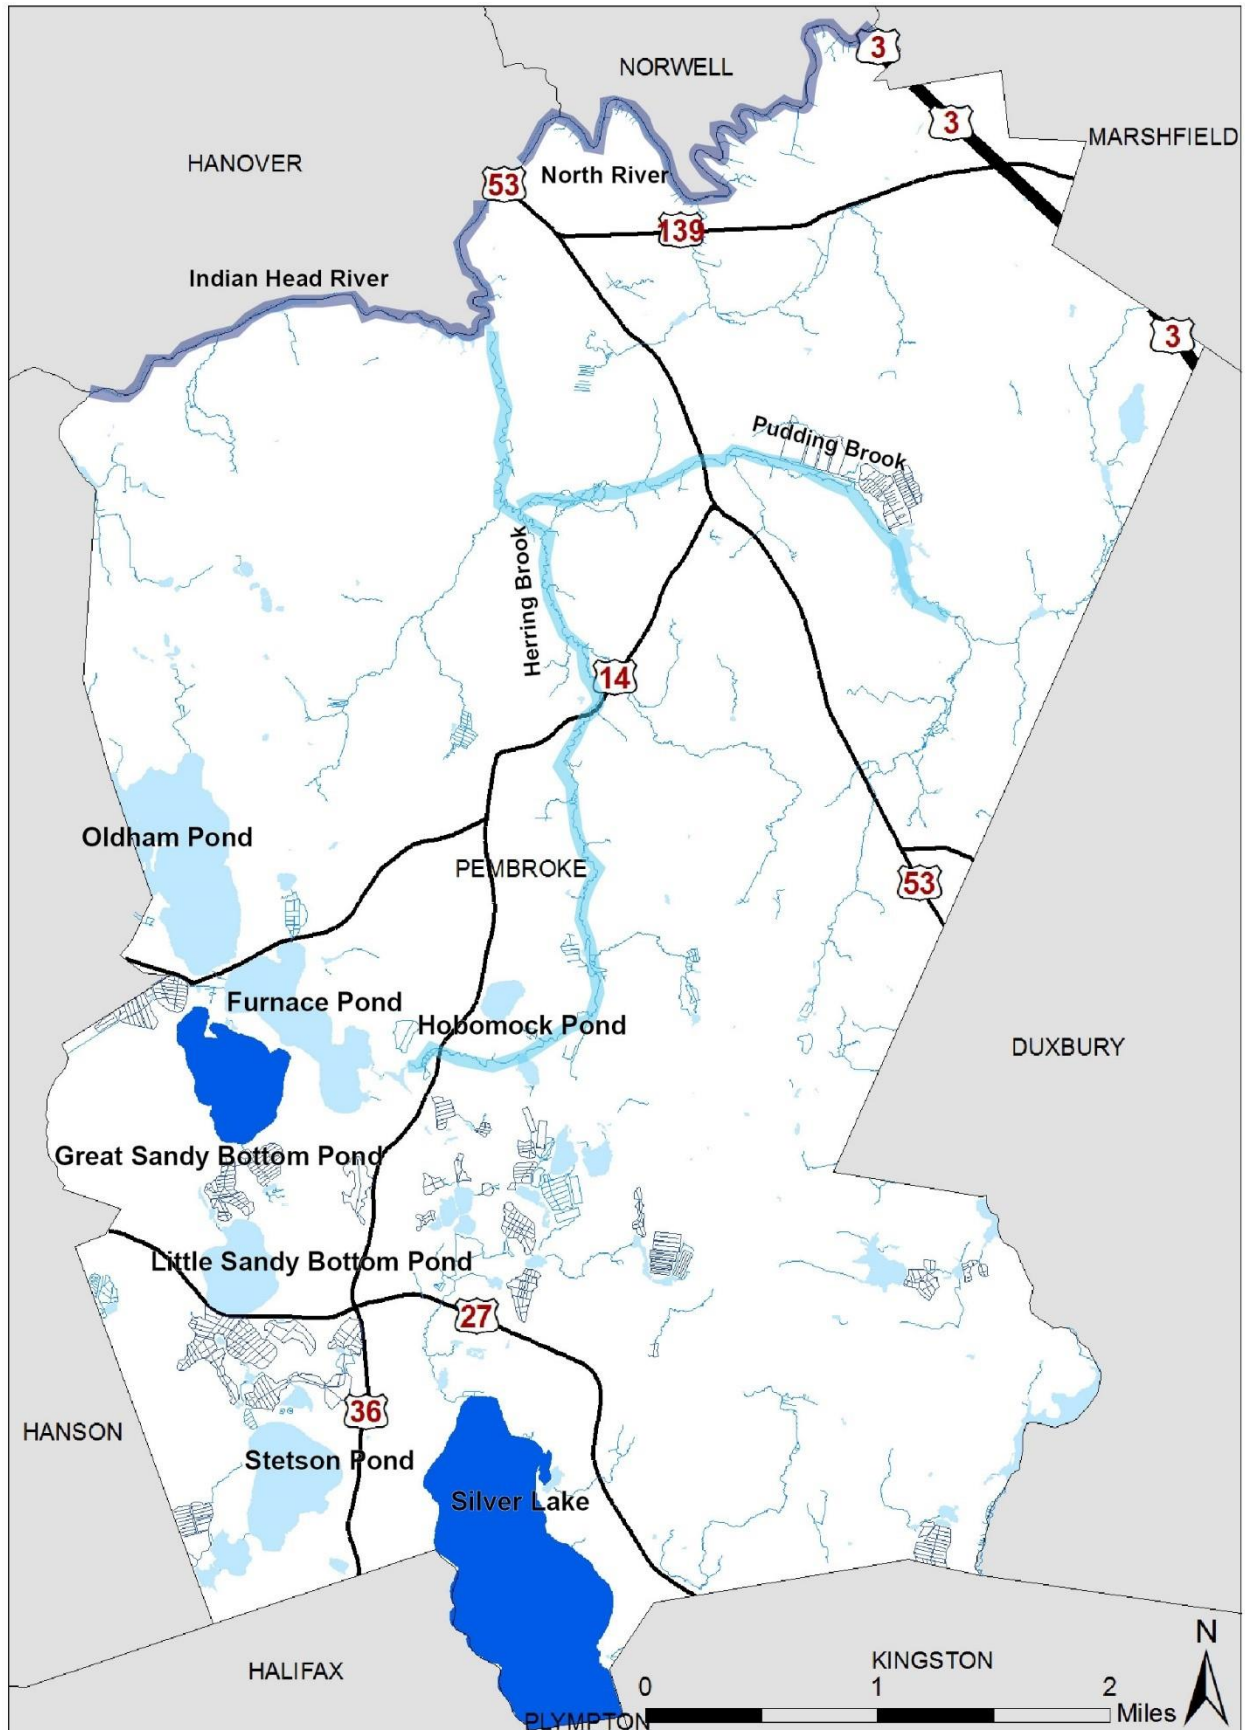 3
NORWELL
3
MARSHFIELD
HANOVER
53
North River
139
Indian Head River
3
Pudding Brook
Herring Brook
14
Oldham Pond
PEMBROKE
53
Furnace Pond
Hobomock Pond
DUXBURY
Great Sandy Bottom Pond
Little Sandy Bottom Pond
27
36
HANSON
Stetson Pond
Silver Lake
N
HALIFAX
KINGSTON
0 1 2
Miles
PLYMPTON